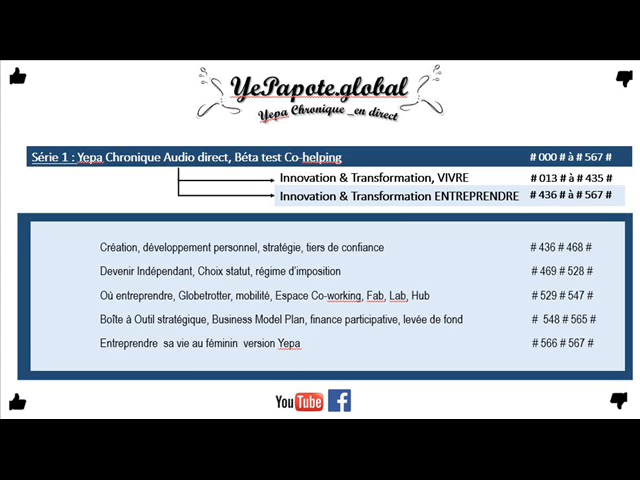 YePapote.global
Yepa Chronique _en direct
Série 1 : Yepa Chronique Audio direct, Béta test Co-helping # 000 # à # 567 #
Innovation & Transformation, VIVRE # 013 # à # 435 #
Innovation & Transformation ENTREPRENDRE # 436 # à # 567 #
Création, développement personnel, stratégie, tiers de confiance # 436 # 468 #
Devenir Indépendant, Choix statut, régime d'imposition # 469 # 528 #
Où entreprendre, Globetrotter, mobilité, Espace Co-working, Fab, Lab, Hub # 529 # 547 #
Boîte à Outil stratégique, Business Model Plan, finance participative, levée de fond # 548 # 565 #
Entreprendre sa vie au féminin version Yepa # 566 # 567 #
YouTube f